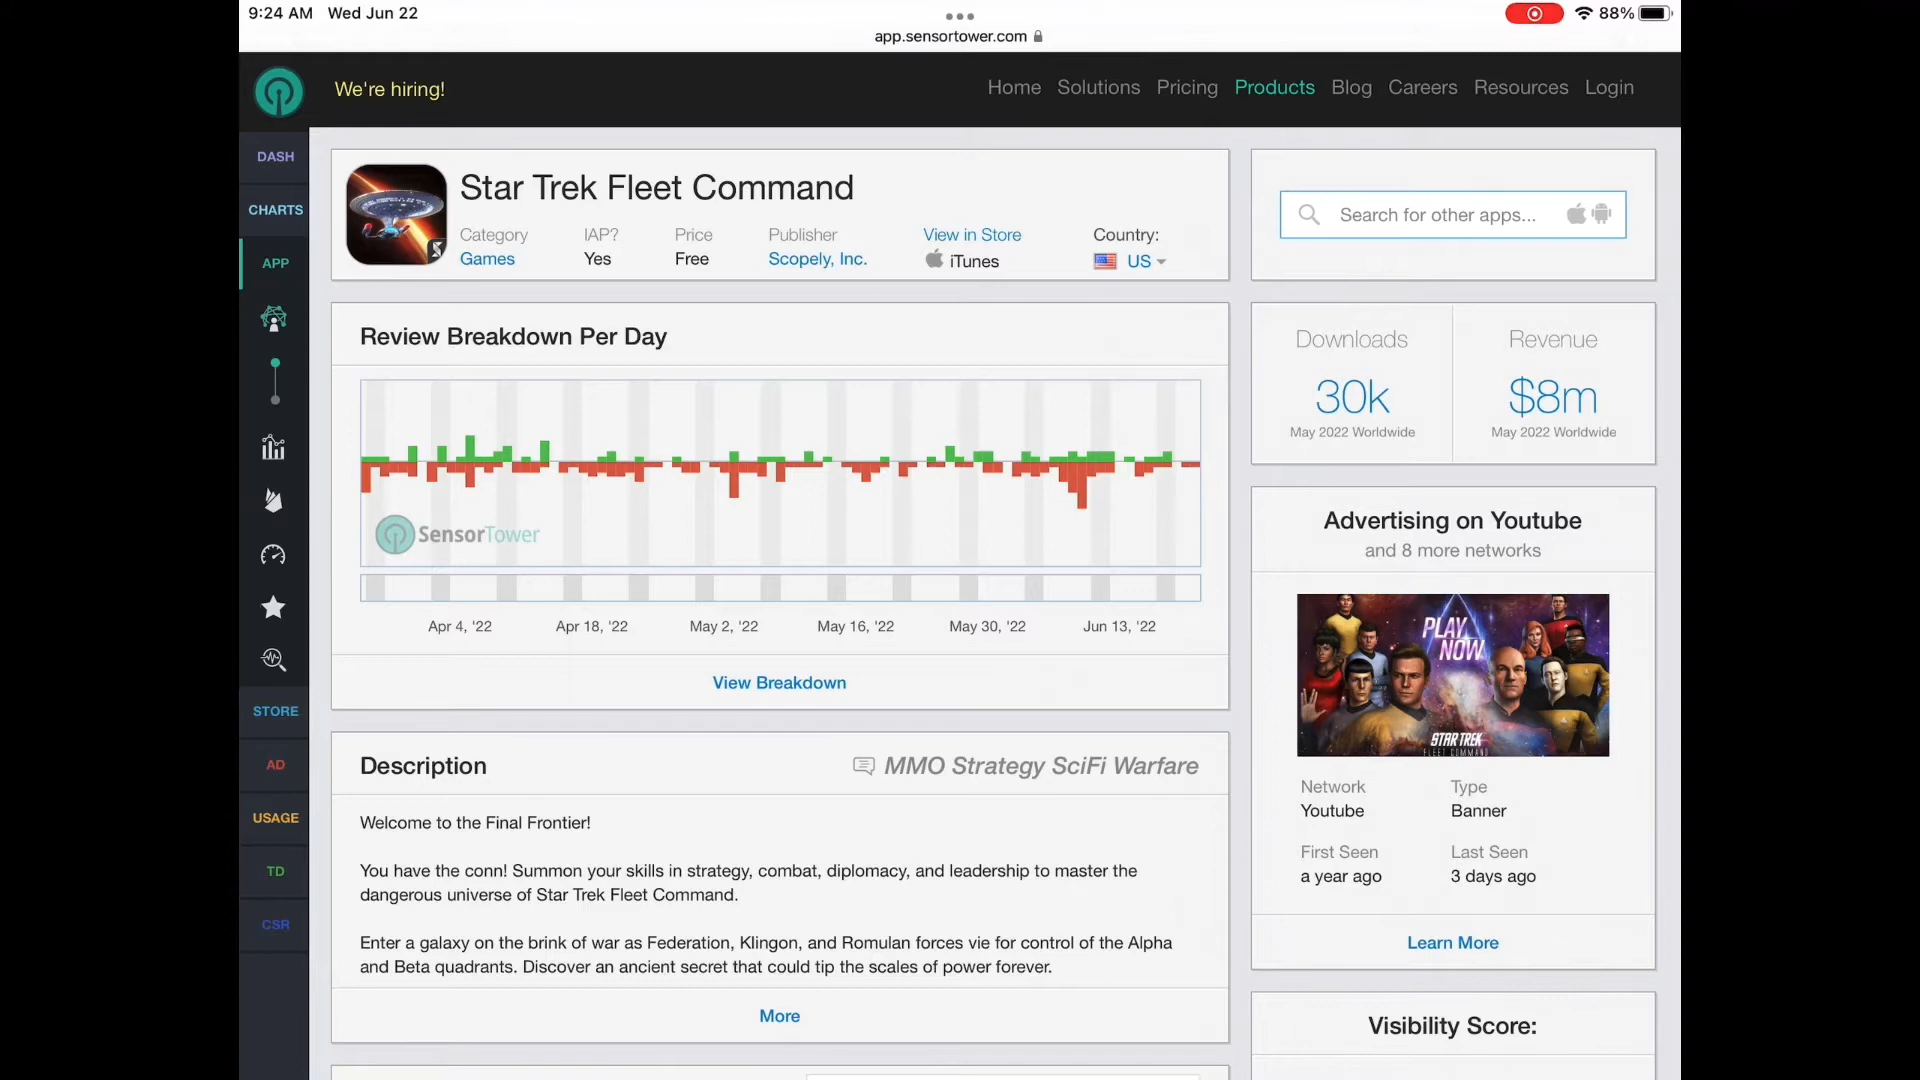 9:24 AM Wed Jun 22
88%
app.sensortower.com
We're hiring!
Home Solutions Pricing Products Blog Careers Resources Login
DASH
CHARTS
APP
STORE
AD
USAGE
TD
CSR
Star Trek Fleet Command
Category IAP? Price Publisher View in Store Country:
Games Yes Free Scopely, Inc. iTunes US
Search for other apps...
Review Breakdown Per Day
SensorTower
Apr 4, '22 Apr 18, '22 May 2, '22 May 16, '22 May 30, '22 Jun 13, '22
View Breakdown
Downloads Revenue
30k $8m
May 2022 Worldwide May 2022 Worldwide
Description
MMO Strategy SciFi Warfare
Welcome to the Final Frontier!
You have the conn! Summon your skills in strategy, combat, diplomacy, and leadership to master the
dangerous universe of Star Trek Fleet Command.
Enter a galaxy on the brink of war as Federation, Klingon, and Romulan forces vie for control of the Alpha
and Beta quadrants. Discover an ancient secret that could tip the scales of power forever.
More
Advertising on Youtube
and 8 more networks
PLAY
NOW
STAR TREK
FLEET COMMAND
Network Type
Youtube Banner
First Seen Last Seen
a year ago 3 days ago
Learn More
Visibility Score: